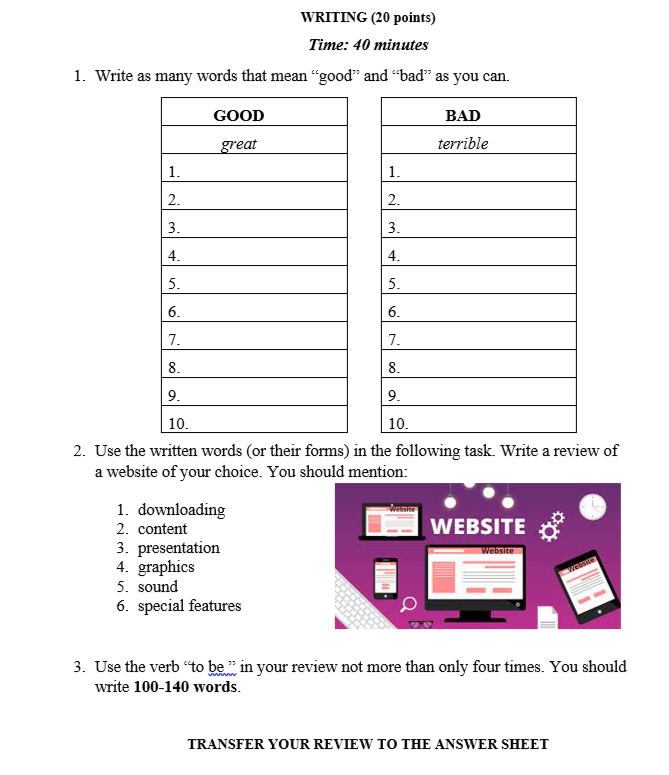 WRITING (20 points)
Time: 40 minutes
1. Write as many words that mean “good” and “bad” as you can.
GOOD
great
1.
2.
3.
4.
5.
6.
7.
8.
9.
10.
BAD
terrible
1.
2.
3.
4.
5.
6.
7.
8.
9.
10.
2. Use the written words (or their forms) in the following task. Write a review of
a website of your choice. You should mention:
1. downloading
2. content
3. presentation
4. graphics
5. sound
6. special features
Website
WEBSITE
Website
Website
3. Use the verb “to be ” in your review not more than only four times. You should
write 100-140 words.
TRANSFER YOUR REVIEW TO THE ANSWER SHEET